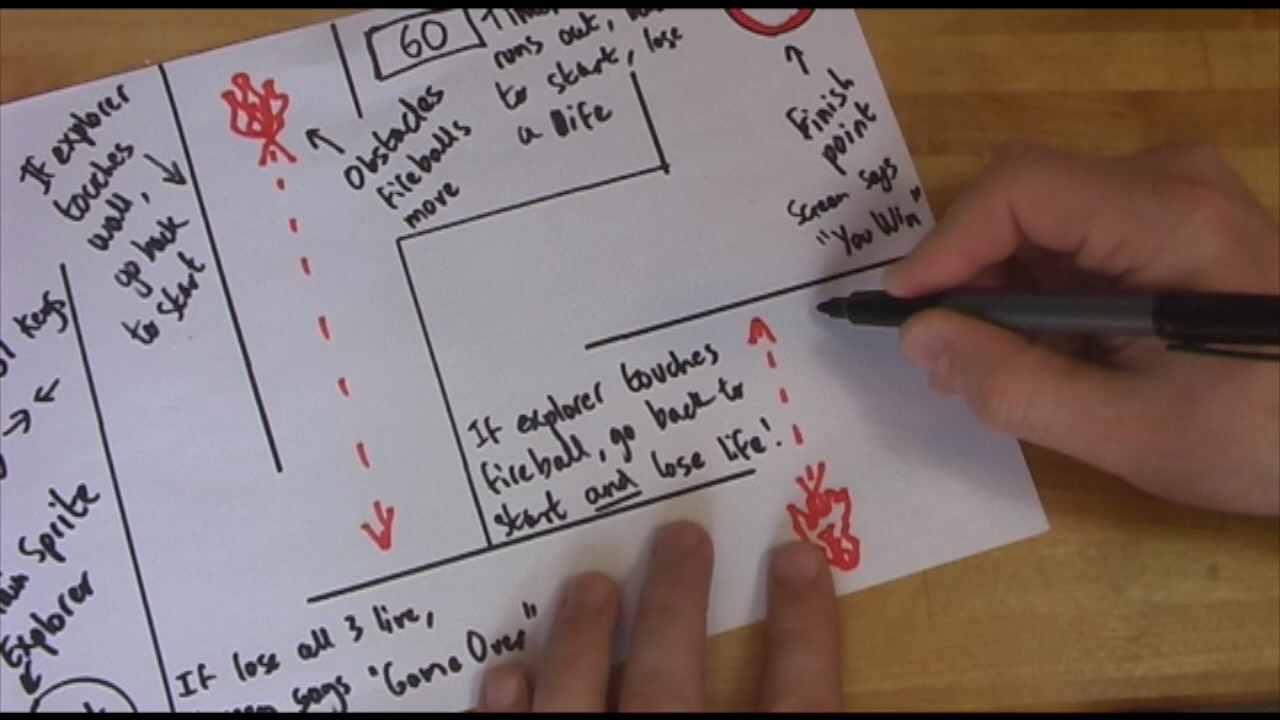 If explorer
touches
wall,
go back
to start
60
runs out,
to start, lose
a life
Obstacles
Fireballs
more
Finish
point
Screen says
"You Win"
Keys
→ ←
Sprite
Explorer
If explorer touches
fireball, go back to
start and lose life!
If lose all 3 live,
says "Game Over"